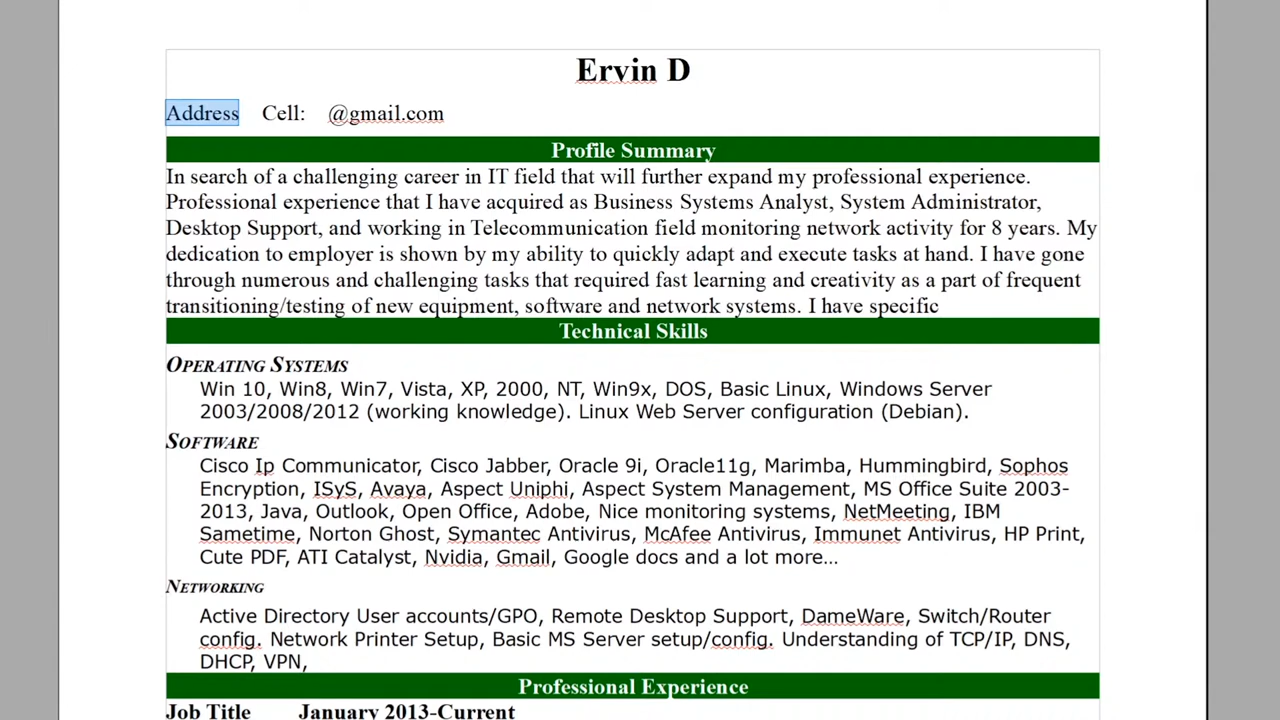 Ervin D
Address Cell: @gmail.com
Profile Summary
In search of a challenging career in IT field that will further expand my professional experience.
Professional experience that I have acquired as Business Systems Analyst, System Administrator,
Desktop Support, and working in Telecommunication field monitoring network activity for 8 years. My
dedication to employer is shown by my ability to quickly adapt and execute tasks at hand. I have gone
through numerous and challenging tasks that required fast learning and creativity as a part of frequent
transitioning/testing of new equipment, software and network systems. I have specific
Technical Skills
OPERATING SYSTEMS
Win 10, Win8, Win7, Vista, XP, 2000, NT, Win9x, DOS, Basic Linux, Windows Server
2003/2008/2012 (working knowledge). Linux Web Server configuration (Debian).
SOFTWARE
Cisco Ip Communicator, Cisco Jabber, Oracle 9i, Oracle11g, Marimba, Hummingbird, Sophos
Encryption, ISyS, Avaya, Aspect Uniphi, Aspect System Management, MS Office Suite 2003-
2013, Java, Outlook, Open Office, Adobe, Nice monitoring systems, NetMeeting, IBM
Sametime, Norton Ghost, Symantec Antivirus, McAfee Antivirus, Immunet Antivirus, HP Print,
Cute PDF, ATI Catalyst, Nvidia, Gmail, Google docs and a lot more…
NETWORKING
Active Directory User accounts/GPO, Remote Desktop Support, DameWare, Switch/Router
config. Network Printer Setup, Basic MS Server setup/config. Understanding of TCP/IP, DNS,
DHCP, VPN,
Professional Experience
Job Title January 2013-Current